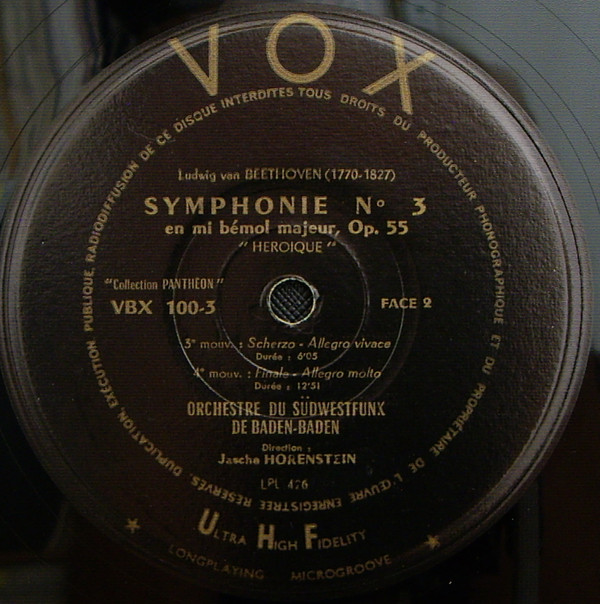 VOX
DUPLICATION, EXÉCUTION PUBLIQUE, RADIODIFFUSION DE CE DISQUE INTERDITES TOUS DROITS DU PRODUCTEUR PHONOGRAPHIQUE ET DU PROPRIÉTAIRE DE L'ŒUVRE ENREGISTRÉE RÉSERVÉS
Ludwig van BEETHOVEN (1770-1827)
SYMPHONIE No 3
en mi bémol majeur, Op. 55
"HEROIQUE"
"Collection PANTHÉON"
VBX 100-3
FACE 2
3e mouv. : Scherzo - Allegro vivace
Durée : 6'05
4e mouv. : Finale - Allegro molto
Durée : 12'51
ORCHESTRE DU SÜDWESTFUNK
DE BADEN-BADEN
Direction :
Jascha HORENSTEIN
LPL 476
ULTRA HIGH FIDELITY
LONGPLAYING MICROGROOVE